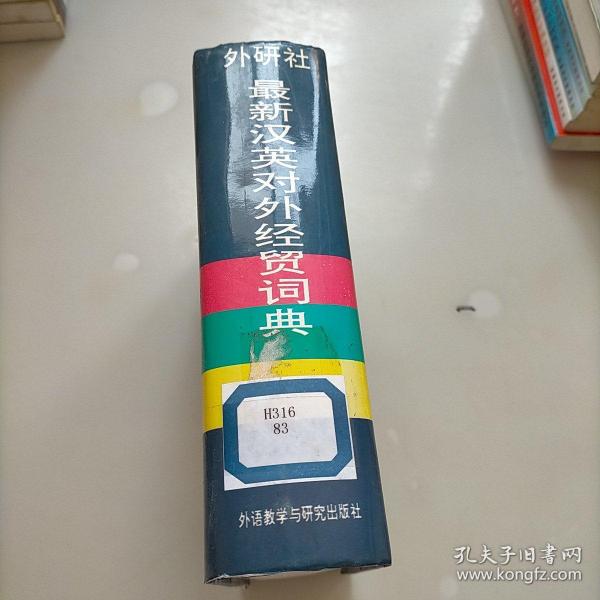 外研社
最新汉英对外经贸词典
H316
83
外语教学与研究出版社
孔夫子旧书网
www.kongfz.com